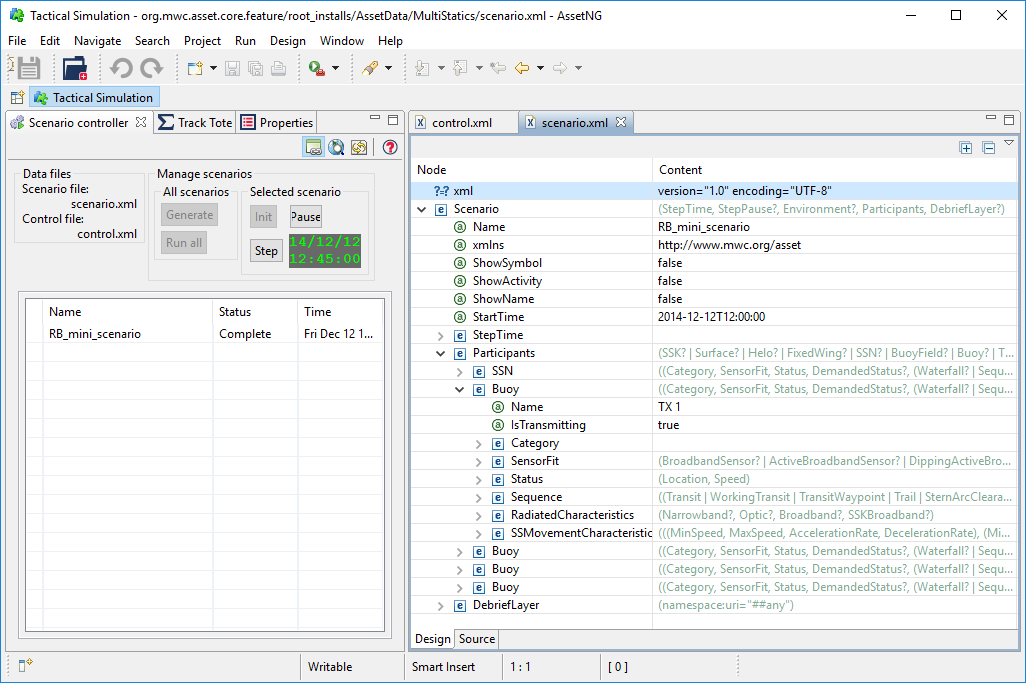 Tactical Simulation - org.mwc.asset.core.feature/root_installs/AssetData/MultiStatics/scenario.xml - AssetNG
File Edit Navigate Search Project Run Design Window Help
Tactical Simulation
Scenario controller Track Tote Properties
Data files
Scenario file:
scenario.xml
Control file:
control.xml
Manage scenarios
All scenarios
Generate
Run all
Selected scenario
Init Pause
Step
14/12/12
12:45:00
Name Status Time
RB_mini_scenario Complete Fri Dec 12 1...
control.xml scenario.xml
Node Content
?-? xml version="1.0" encoding="UTF-8"
Scenario (StepTime, StepPause?, Environment?, Participants, DebriefLayer?)
Name RB_mini_scenario
xmlns http://www.mwc.org/asset
ShowSymbol false
ShowActivity false
ShowName false
StartTime 2014-12-12T12:00:00
StepTime
Participants (SSK? | Surface? | Helo? | FixedWing? | SSN? | BuoyField? | Buoy? | T...
SSN ((Category, SensorFit, Status, DemandedStatus?, (Waterfall? | Sequ...
Buoy ((Category, SensorFit, Status, DemandedStatus?, (Waterfall? | Sequ...
Name TX 1
IsTransmitting true
Category
SensorFit (BroadbandSensor? | ActiveBroadbandSensor? | DippingActiveBro...
Status (Location, Speed)
Sequence ((Transit | WorkingTransit | TransitWaypoint | Trail | SternArcCleara...
RadiatedCharacteristics (Narrowband?, Optic?, Broadband?, SSKBroadband?)
SSMovementCharacteristic (((MinSpeed, MaxSpeed, AccelerationRate, DecelerationRate), (Mi...
Buoy ((Category, SensorFit, Status, DemandedStatus?, (Waterfall? | Sequ...
Buoy ((Category, SensorFit, Status, DemandedStatus?, (Waterfall? | Sequ...
Buoy ((Category, SensorFit, Status, DemandedStatus?, (Waterfall? | Sequ...
DebriefLayer (namespace:uri="##any")
Design Source
Writable Smart Insert 1 : 1 [ 0 ]